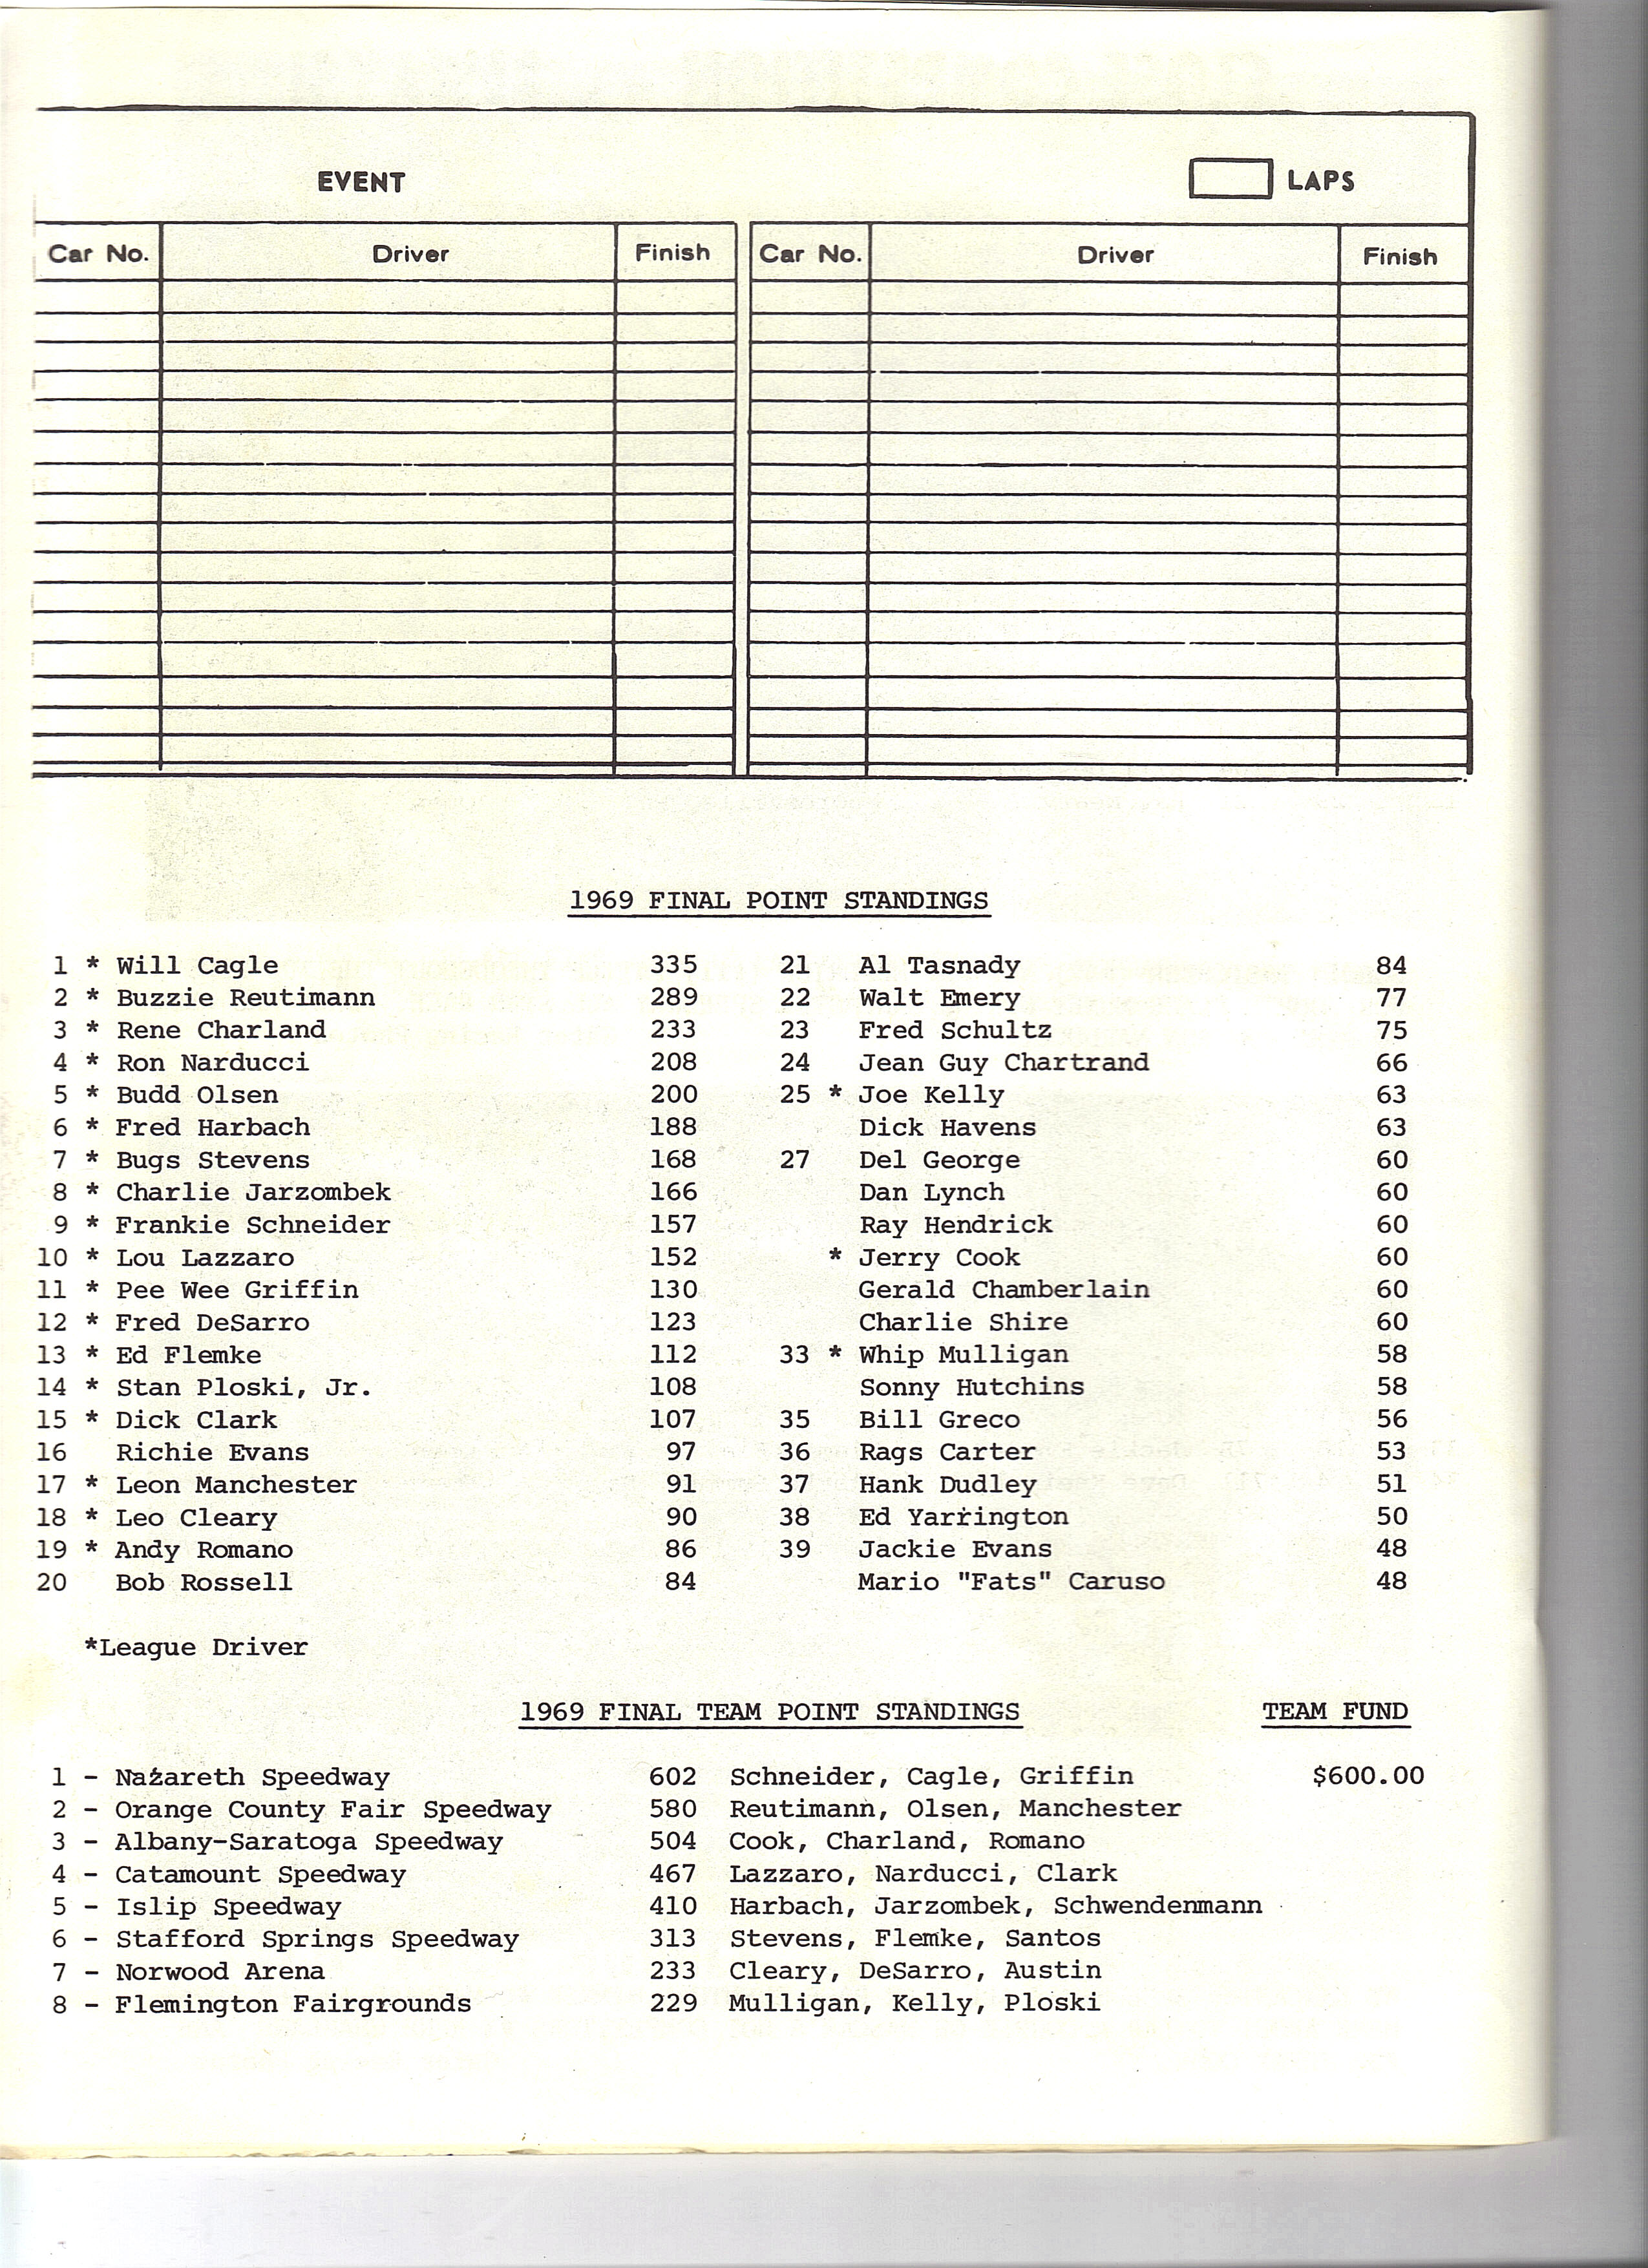 EVENT LAPS
Car No. Driver Finish Car No. Driver Finish
1969 FINAL POINT STANDINGS
1 * Will Cagle 335 21 Al Tasnady 84
2 * Buzzie Reutimann 289 22 Walt Emery 77
3 * Rene Charland 233 23 Fred Schultz 75
4 * Ron Narducci 208 24 Jean Guy Chartrand 66
5 * Budd Olsen 200 25 * Joe Kelly 63
6 * Fred Harbach 188 Dick Havens 63
7 * Bugs Stevens 168 27 Del George 60
8 * Charlie Jarzombek 166 Dan Lynch 60
9 * Frankie Schneider 157 Ray Hendrick 60
10 * Lou Lazzaro 152 * Jerry Cook 60
11 * Pee Wee Griffin 130 Gerald Chamberlain 60
12 * Fred DeSarro 123 Charlie Shire 60
13 * Ed Flemke 112 33 * Whip Mulligan 58
14 * Stan Ploski, Jr. 108 Sonny Hutchins 58
15 * Dick Clark 107 35 Bill Greco 56
16 Richie Evans 97 36 Rags Carter 53
17 * Leon Manchester 91 37 Hank Dudley 51
18 * Leo Cleary 90 38 Ed Yarrington 50
19 * Andy Romano 86 39 Jackie Evans 48
20 Bob Rossell 84 Mario "Fats" Caruso 48
*League Driver
1969 FINAL TEAM POINT STANDINGS TEAM FUND
1 - Nazareth Speedway 602 Schneider, Cagle, Griffin $600.00
2 - Orange County Fair Speedway 580 Reutimann, Olsen, Manchester
3 - Albany-Saratoga Speedway 504 Cook, Charland, Romano
4 - Catamount Speedway 467 Lazzaro, Narducci, Clark
5 - Islip Speedway 410 Harbach, Jarzombek, Schwendenmann
6 - Stafford Springs Speedway 313 Stevens, Flemke, Santos
7 - Norwood Arena 233 Cleary, DeSarro, Austin
8 - Flemington Fairgrounds 229 Mulligan, Kelly, Ploski